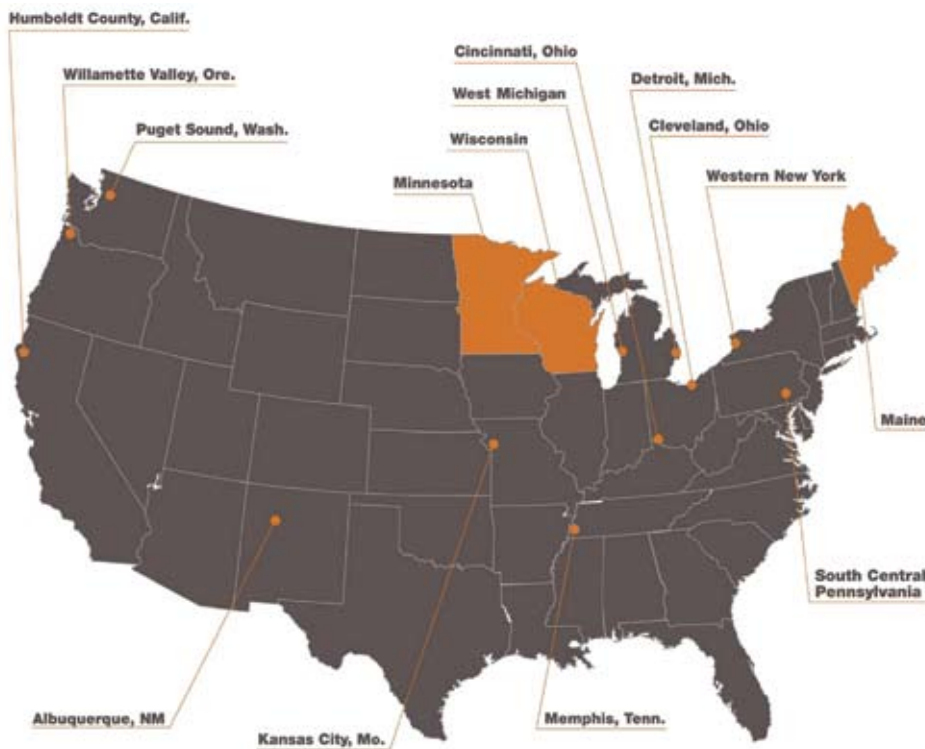 Humboldt County, Calif.
Willamette Valley, Ore.
Puget Sound, Wash.
Cincinnati, Ohio
West Michigan
Wisconsin
Minnesota
Detroit, Mich.
Cleveland, Ohio
Western New York
Maine
South Central
Pennsylvania
Albuquerque, NM
Kansas City, Mo.
Memphis, Tenn.